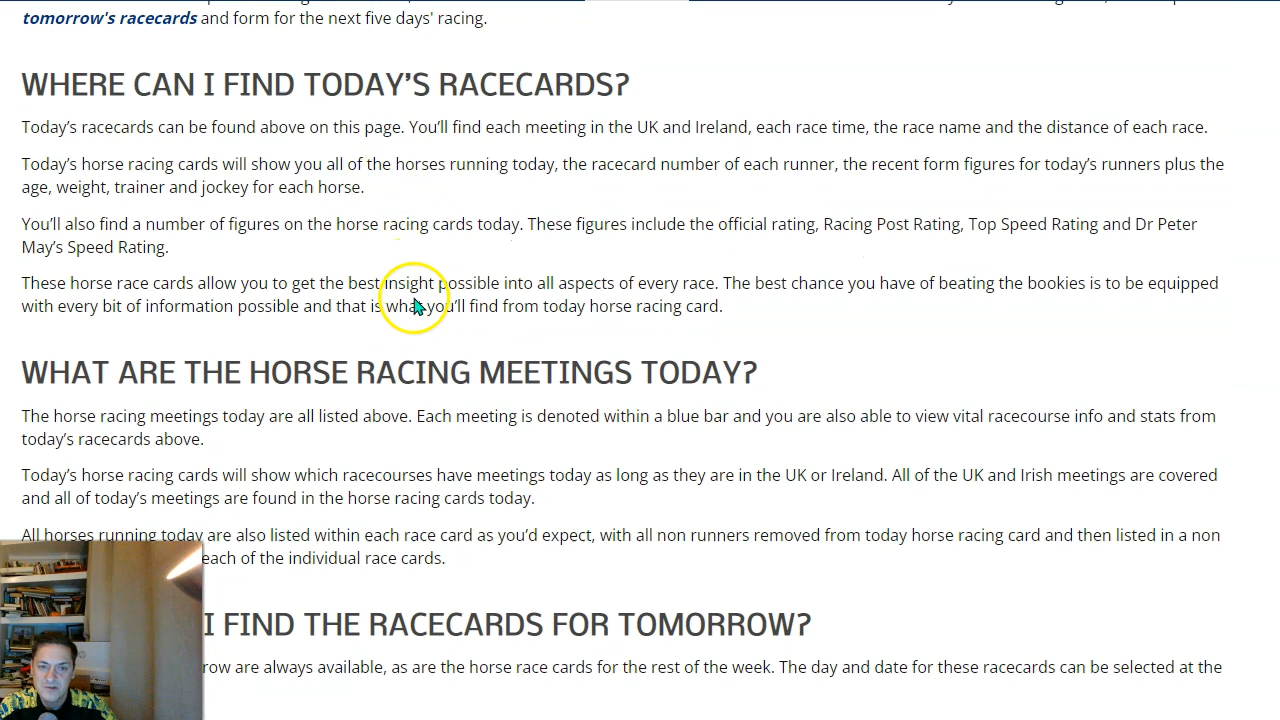 tomorrow's racecards and form for the next five days' racing.
WHERE CAN I FIND TODAY’S RACECARDS?
Today’s racecards can be found above on this page. You’ll find each meeting in the UK and Ireland, each race time, the race name and the distance of each race.
Today’s horse racing cards will show you all of the horses running today, the racecard number of each runner, the recent form figures for today’s runners plus the
age, weight, trainer and jockey for each horse.
You’ll also find a number of figures on the horse racing cards today. These figures include the official rating, Racing Post Rating, Top Speed Rating and Dr Peter
May’s Speed Rating.
These horse race cards allow you to get the best insight possible into all aspects of every race. The best chance you have of beating the bookies is to be equipped
with every bit of information possible and that is what you’ll find from today horse racing card.
WHAT ARE THE HORSE RACING MEETINGS TODAY?
The horse racing meetings today are all listed above. Each meeting is denoted within a blue bar and you are also able to view vital racecourse info and stats from
today’s racecards above.
Today’s horse racing cards will show which racecourses have meetings today as long as they are in the UK or Ireland. All of the UK and Irish meetings are covered
and all of today’s meetings are found in the horse racing cards today.
All horses running today are also listed within each race card as you’d expect, with all non runners removed from today horse racing card and then listed in a non
each of the individual race cards.
I FIND THE RACECARDS FOR TOMORROW?
row are always available, as are the horse race cards for the rest of the week. The day and date for these racecards can be selected at the